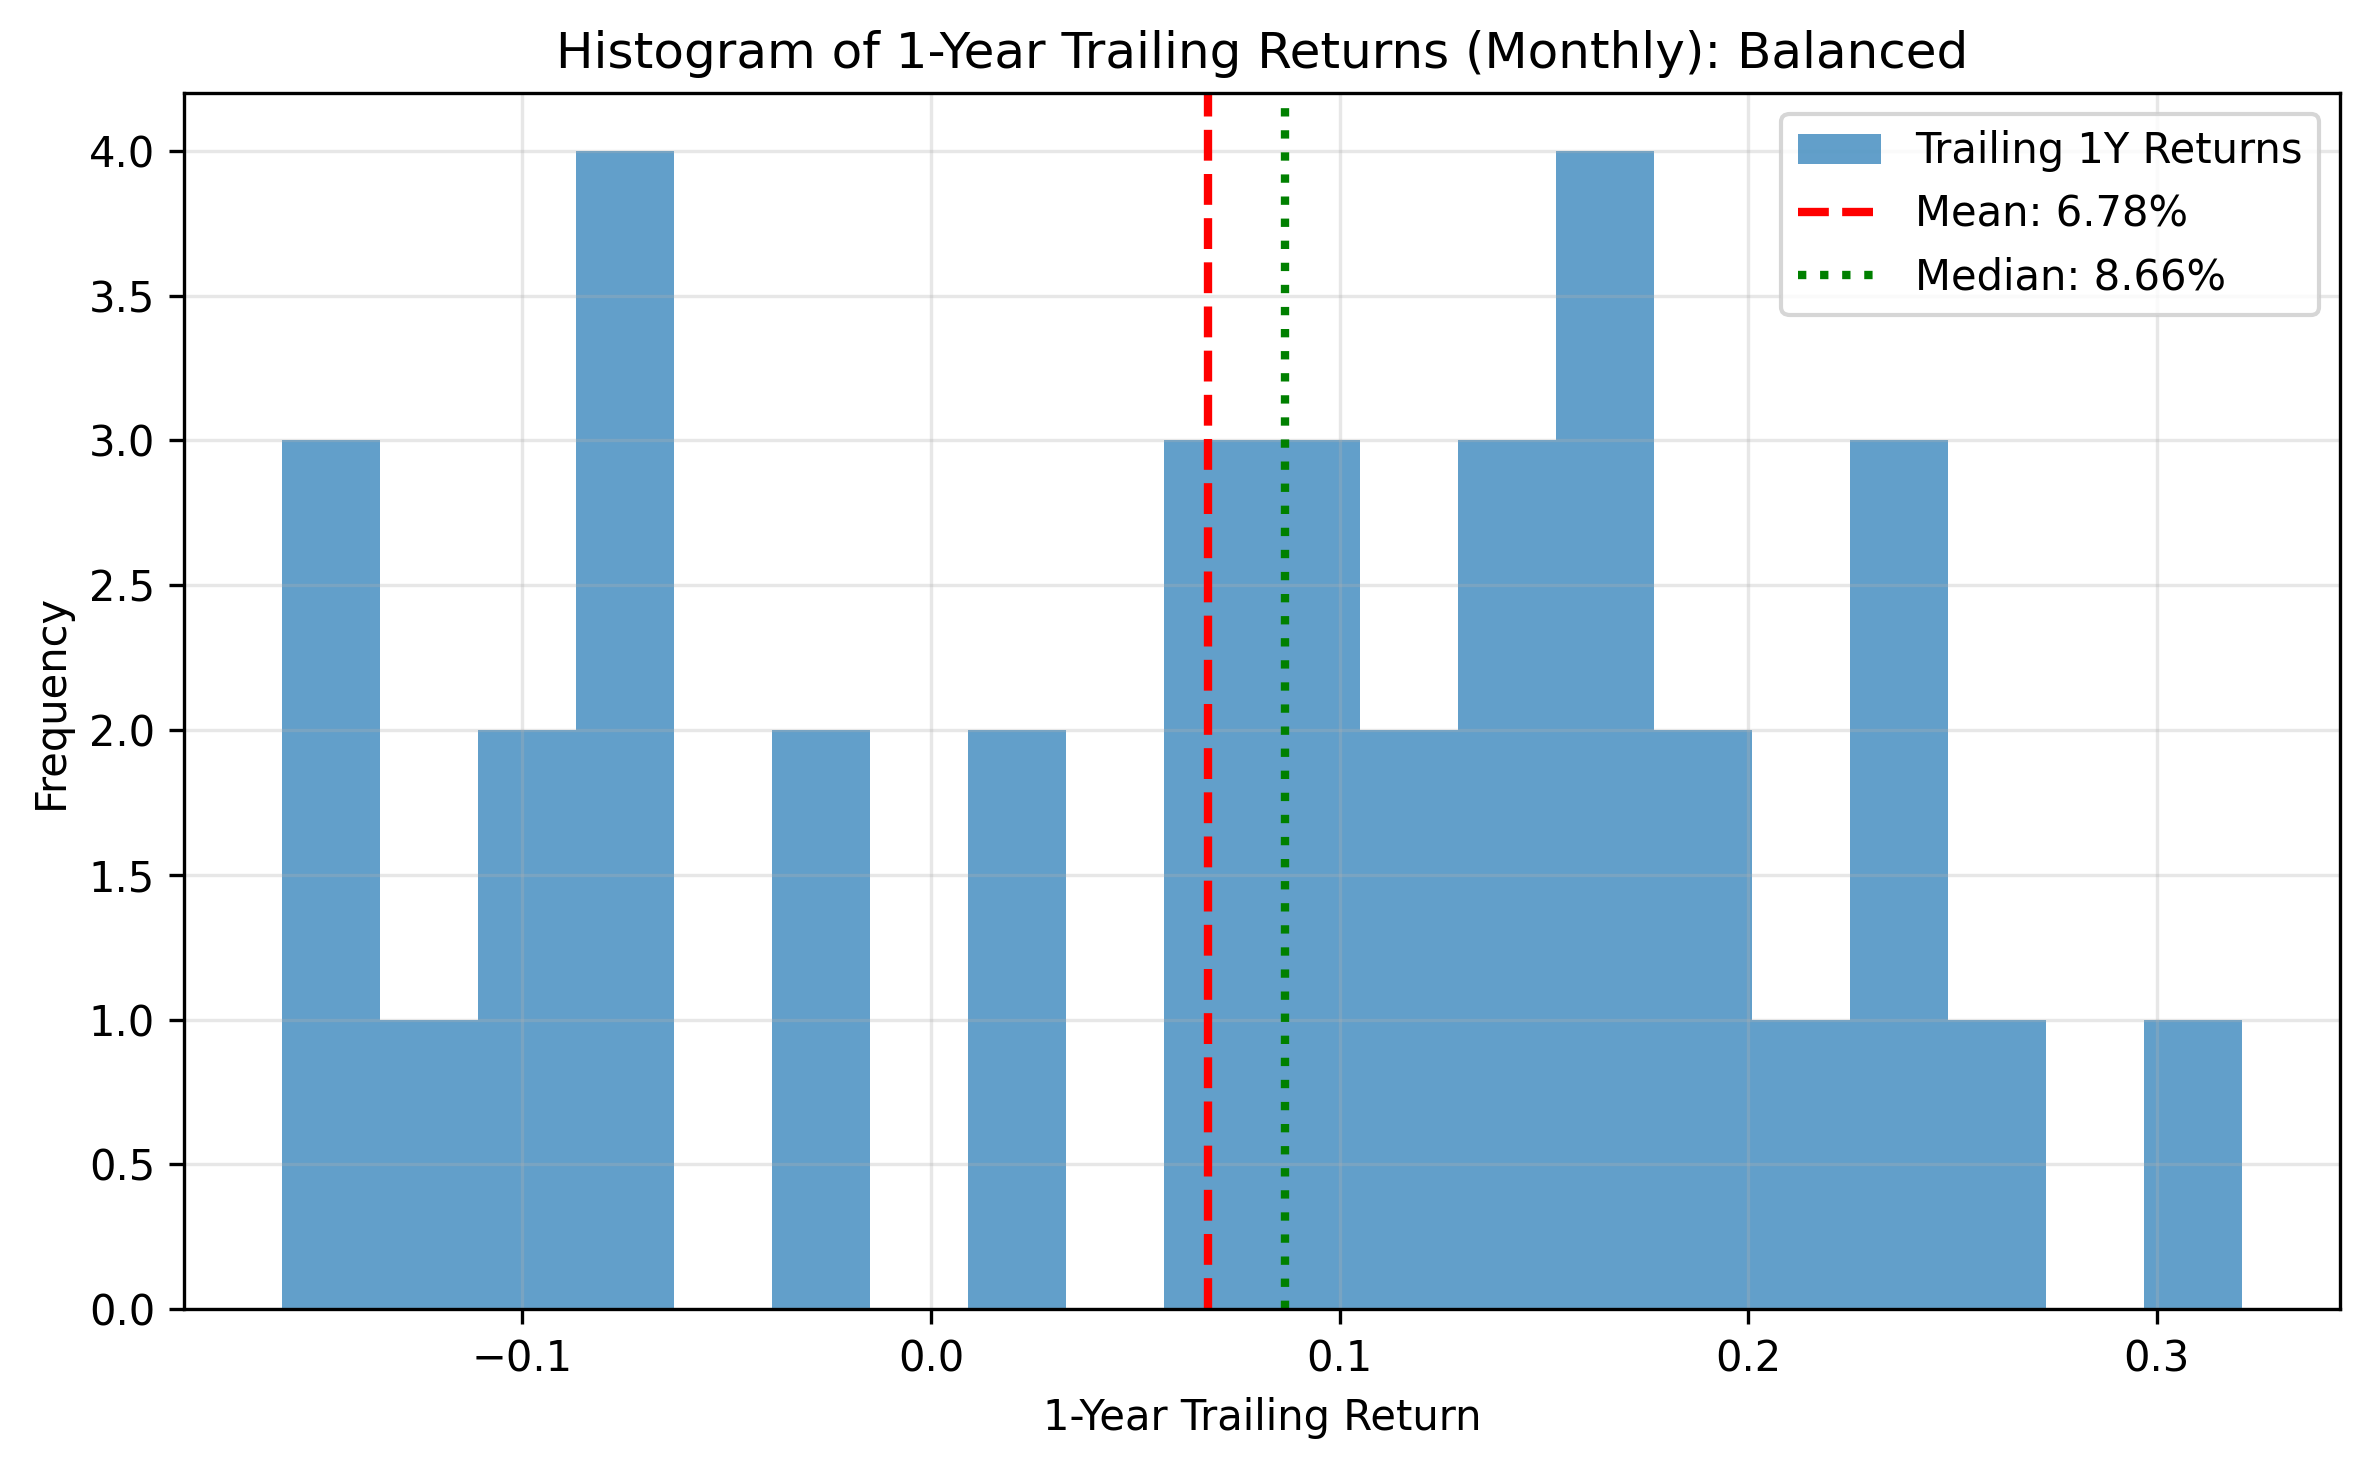 Histogram of 1-Year Trailing Returns (Monthly): Balanced
Trailing 1Y Returns
Mean: 6.78%
Median: 8.66%
Frequency
4.0
3.5
3.0
2.5
2.0
1.5
1.0
0.5
0.0
−0.1
0.0
0.1
0.2
0.3
1-Year Trailing Return